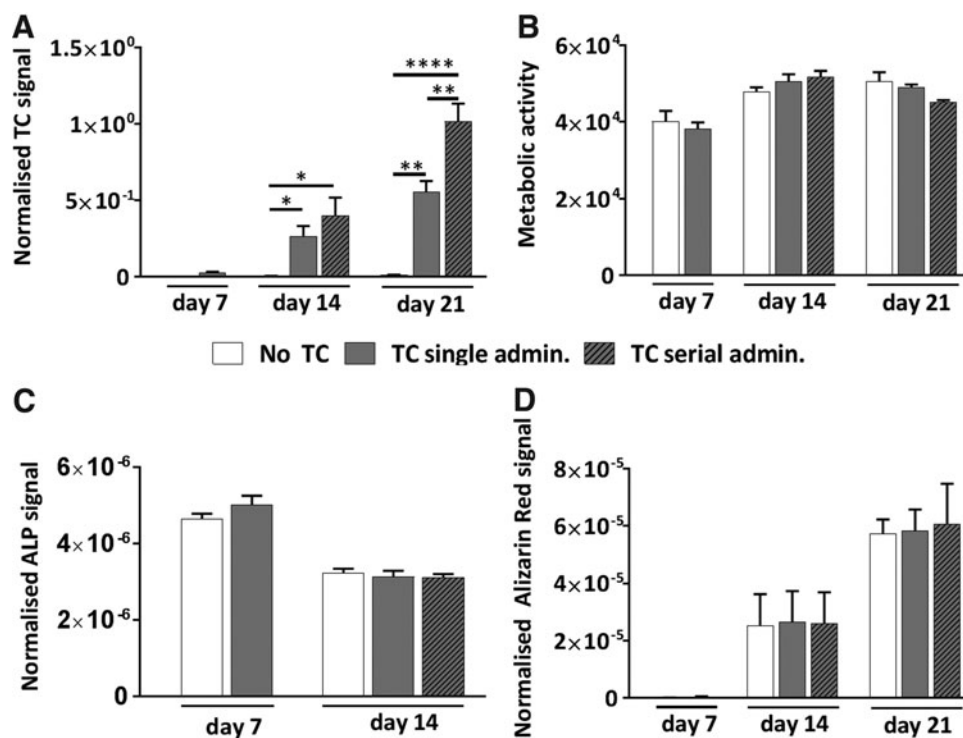 A
Normalised TC signal
1.5×10⁰
1×10⁰
5×10⁻¹
0
* *
** ** ****
day 7 day 14 day 21
B
Metabolic activity
6×10⁴
4×10⁴
2×10⁴
0
day 7 day 14 day 21
No TC TC single admin. TC serial admin.
C
Normalised ALP signal
6×10⁻⁶
4×10⁻⁶
2×10⁻⁶
0
day 7 day 14
D
Normalised Alizarin Red signal
8×10⁻⁵
6×10⁻⁵
4×10⁻⁵
2×10⁻⁵
0
day 7 day 14 day 21